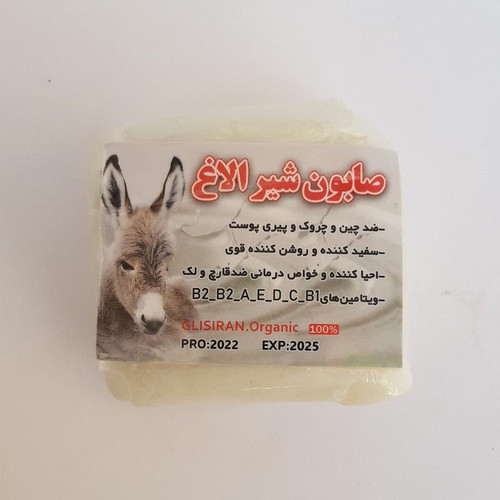 صابون شیر الاغ
-ضد چین و چروک و پیری پوست
-سفید کننده و روشن کننده قوی
-احیا کننده و خواص درمانی ضدقارچ و لک
-ویتامین‌های B2_B2_A_E_D_C_B1
GLISIRAN.Organic 100%
PRO:2022 EXP:2025